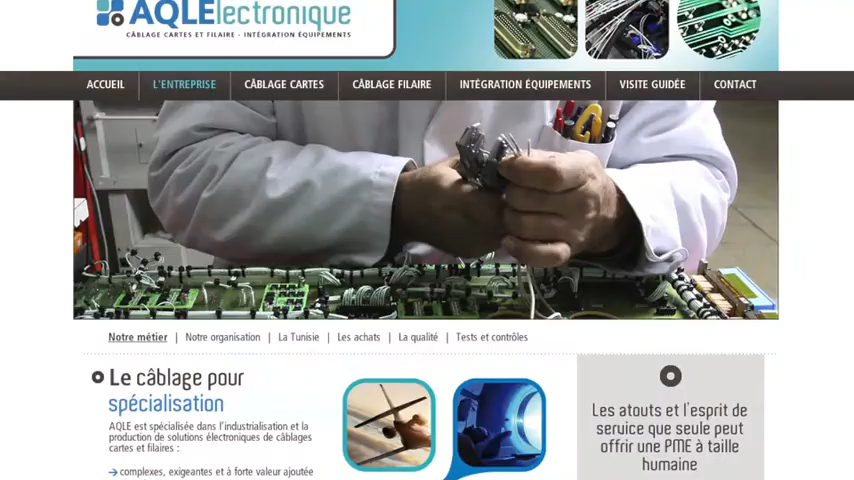 AQLElectronique
CÂBLAGE CARTES ET FILAIRE - INTÉGRATION ÉQUIPEMENTS
ACCUEIL
L'ENTREPRISE
CÂBLAGE CARTES
CÂBLAGE FILAIRE
INTÉGRATION ÉQUIPEMENTS
VISITE GUIDÉE
CONTACT
Notre métier | Notre organisation | La Tunisie | Les achats | La qualité | Tests et contrôles
Le câblage pour
spécialisation
AQLE est spécialisée dans l'industrialisation et la
production de solutions électroniques de câblages
cartes et filaires :
complexes, exigeantes et à forte valeur ajoutée
Les atouts et l'esprit de
service que seule peut
offrir une PME à taille
humaine